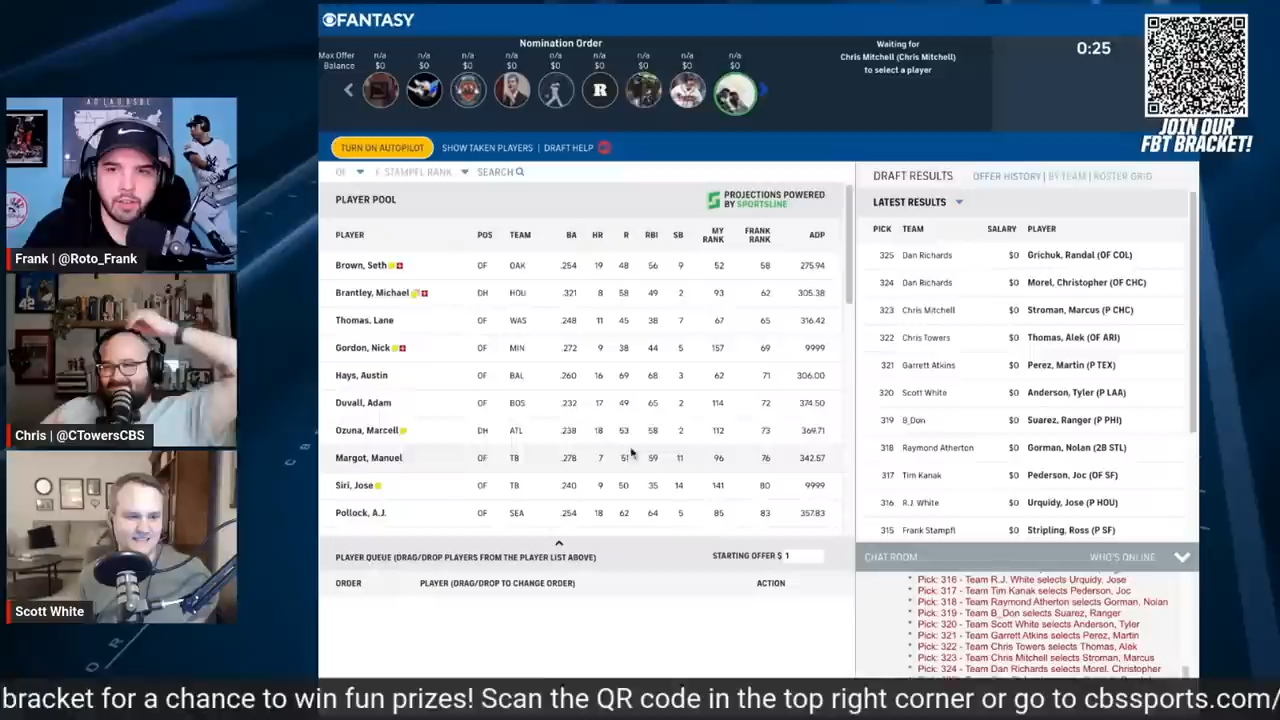 FANTASY
Nomination Order
Max Offer n/a n/a n/a n/a n/a n/a n/a n/a n/a
Balance $0 $0 $0 $0 $0 $0 $0 $0 $0
R
Waiting for
Chris Mitchell (Chris Mitchell)
to select a player
0:25
JOIN OUR
FBT BRACKET!
TURN ON AUTOPILOT SHOW TAKEN PLAYERS | DRAFT HELP
OF F. STAMPFL RANK SEARCH
PLAYER POOL
PROJECTIONS POWERED
BY SPORTSLINE
PLAYER POS TEAM BA HR R RBI SB MY RANK FRANK RANK ADP
Brown, Seth OF OAK .254 19 48 56 9 52 58 275.94
Brantley, Michael DH HOU .321 8 58 49 2 93 62 305.38
Thomas, Lane OF WAS .248 11 45 38 7 67 65 316.42
Gordon, Nick OF MIN .272 9 38 44 5 157 69 9999
Hays, Austin OF BAL .260 16 69 68 3 62 71 306.00
Duvall, Adam OF BOS .232 17 49 65 2 114 72 374.50
Ozuna, Marcell DH ATL .238 18 53 58 2 112 73 369.71
Margot, Manuel OF TB .278 7 51 59 11 96 76 342.57
Siri, Jose OF TB .240 9 50 35 14 141 80 9999
Pollock, A.J. OF SEA .254 18 62 64 5 85 83 357.83
PLAYER QUEUE (DRAG/DROP PLAYERS FROM THE PLAYER LIST ABOVE) STARTING OFFER $ 1
ORDER PLAYER (DRAG/DROP TO CHANGE ORDER) ACTION
DRAFT RESULTS OFFER HISTORY | BY TEAM | ROSTER GRID
LATEST RESULTS
PICK TEAM SALARY PLAYER
325 Dan Richards $0 Grichuk, Randal (OF COL)
324 Dan Richards $0 Morel, Christopher (OF CHC)
323 Chris Mitchell $0 Stroman, Marcus (P CHC)
322 Chris Towers $0 Thomas, Alek (OF ARI)
321 Garrett Atkins $0 Perez, Martin (P TEX)
320 Scott White $0 Anderson, Tyler (P LAA)
319 B_Don $0 Suarez, Ranger (P PHI)
318 Raymond Atherton $0 Gorman, Nolan (2B STL)
317 Tim Kanak $0 Pederson, Joc (OF SF)
316 R.J. White $0 Urquidy, Jose (P HOU)
315 Frank Stampfl $0 Stripling, Ross (P SF)
CHAT ROOM WHO'S ONLINE
* Pick: 316 - Team R.J. White selects Urquidy, Jose
* Pick: 317 - Team Tim Kanak selects Pederson, Joc
* Pick: 318 - Team Raymond Atherton selects Gorman, Nolan
* Pick: 319 - Team B_Don selects Suarez, Ranger
* Pick: 320 - Team Scott White selects Anderson, Tyler
* Pick: 321 - Team Garrett Atkins selects Perez, Martin
* Pick: 322 - Team Chris Towers selects Thomas, Alek
* Pick: 323 - Team Chris Mitchell selects Stroman, Marcus
* Pick: 324 - Team Dan Richards selects Morel, Christopher
Frank | @Roto_Frank
Chris | @CTowersCBS
Scott White
bracket for a chance to win fun prizes! Scan the QR code in the top right corner or go to cbssports.com/